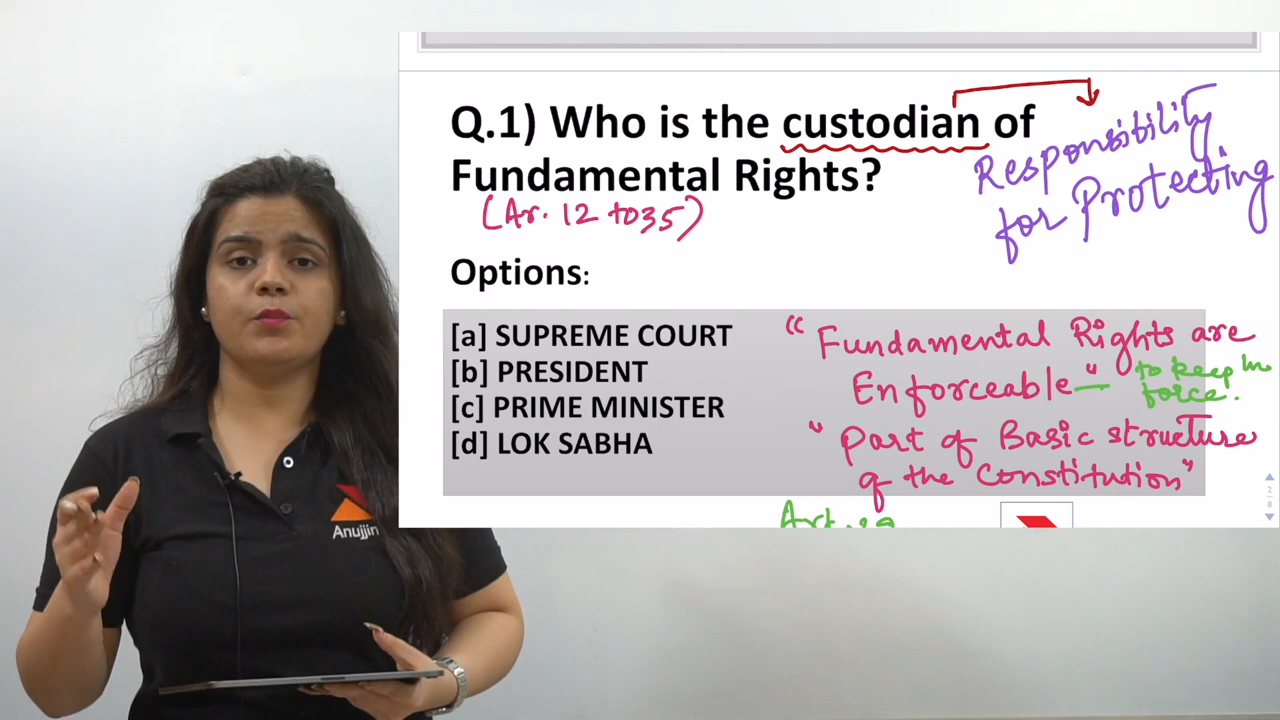 Q.1) Who is the custodian of
Fundamental Rights?
(Ar. 12 to 35)
Responsibility
for Protecting
Options:
[a] SUPREME COURT
[b] PRESIDENT
[c] PRIME MINISTER
[d] LOK SABHA
"Fundamental Rights are
Enforceable" — to keep in
force.
"Part of Basic structure
of the Constitution"
Anujjin
2
8